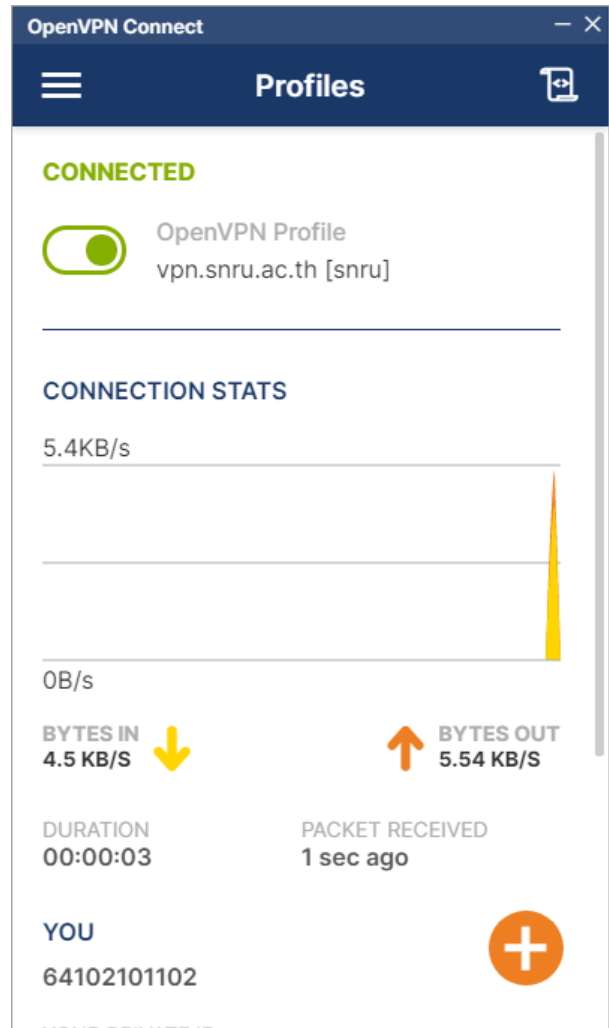 OpenVPN Connect
Profiles
CONNECTED
OpenVPN Profile
vpn.snru.ac.th [snru]
CONNECTION STATS
5.4KB/s
0B/s
BYTES IN
4.5 KB/S
BYTES OUT
5.54 KB/S
DURATION
00:00:03
PACKET RECEIVED
1 sec ago
YOU
64102101102